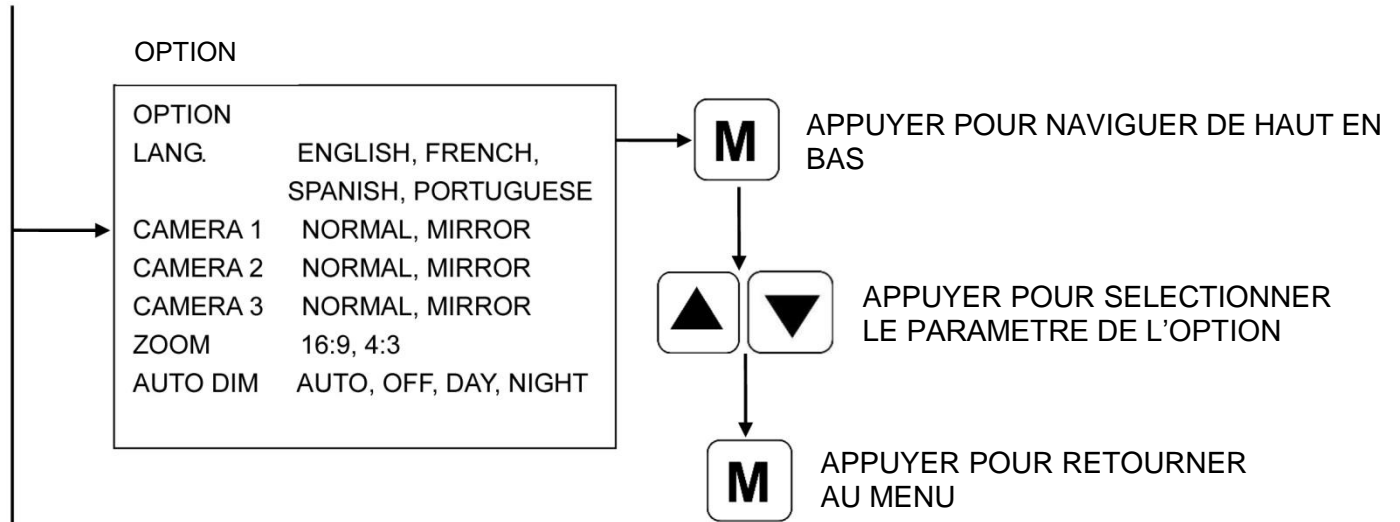 OPTION
OPTION
LANG. ENGLISH, FRENCH,
SPANISH, PORTUGUESE
CAMERA 1 NORMAL, MIRROR
CAMERA 2 NORMAL, MIRROR
CAMERA 3 NORMAL, MIRROR
ZOOM 16:9, 4:3
AUTO DIM AUTO, OFF, DAY, NIGHT
M
APPUYER POUR NAVIGUER DE HAUT EN
BAS
APPUYER POUR SELECTIONNER
LE PARAMETRE DE L’OPTION
M
APPUYER POUR RETOURNER
AU MENU